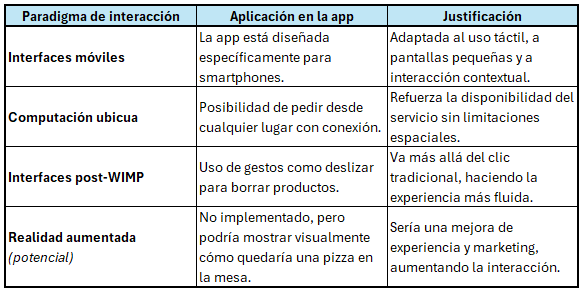 Paradigma de interacción
Aplicación en la app
Justificación
Interfaces móviles
La app está diseñada
específicamente para
smartphones.
Adaptada al uso táctil, a
pantallas pequeñas y a
interacción contextual.
Computación ubicua
Posibilidad de pedir desde
cualquier lugar con conexión.
Refuerza la disponibilidad del
servicio sin limitaciones
espaciales.
Interfaces post-WIMP
Uso de gestos como deslizar
para borrar productos.
Va más allá del clic
tradicional, haciendo la
experiencia más fluida.
Realidad aumentada
(potencial)
No implementado, pero
podría mostrar visualmente
cómo quedaría una pizza en
la mesa.
Sería una mejora de
experiencia y marketing,
aumentando la interacción.